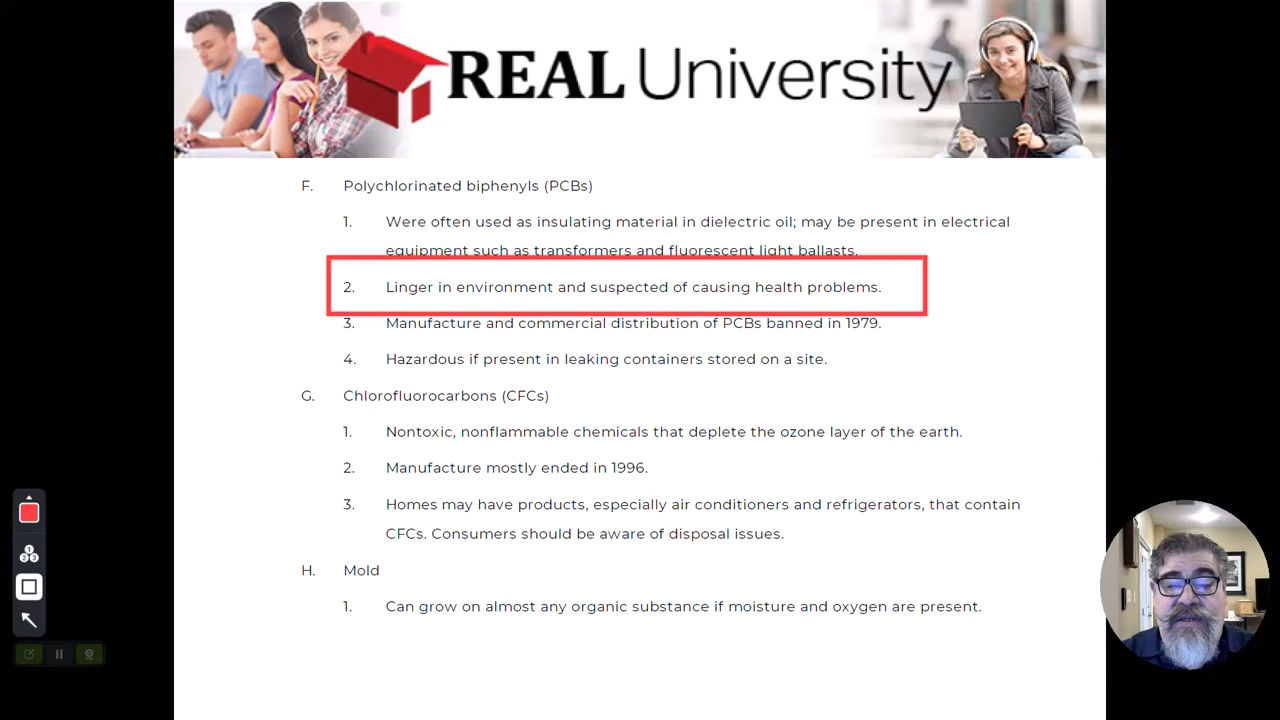 REAL University
F. Polychlorinated biphenyls (PCBs)
1. Were often used as insulating material in dielectric oil; may be present in electrical
equipment such as transformers and fluorescent light ballasts.
2. Linger in environment and suspected of causing health problems.
3. Manufacture and commercial distribution of PCBs banned in 1979.
4. Hazardous if present in leaking containers stored on a site.
G. Chlorofluorocarbons (CFCs)
1. Nontoxic, nonflammable chemicals that deplete the ozone layer of the earth.
2. Manufacture mostly ended in 1996.
3. Homes may have products, especially air conditioners and refrigerators, that contain
CFCs. Consumers should be aware of disposal issues.
H. Mold
1. Can grow on almost any organic substance if moisture and oxygen are present.